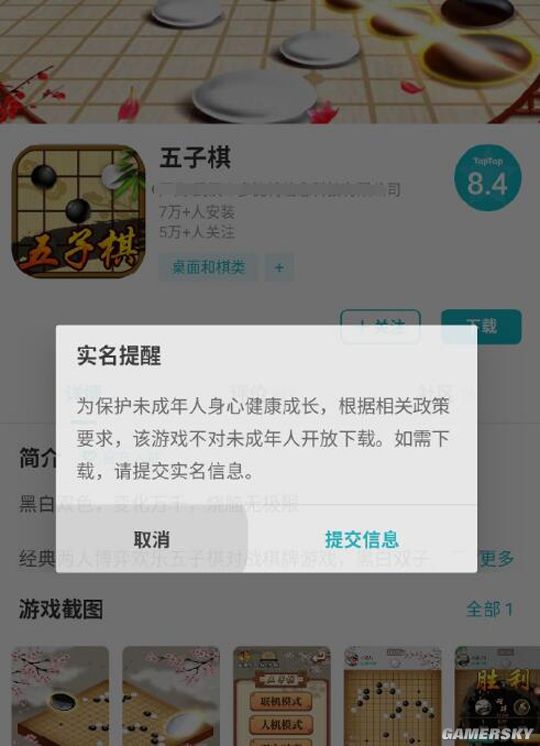 五子棋
TapTap
8.4
7万+人安装
5万+人关注
五子棋
桌面和棋类
+
关注
下载
实名提醒
为保护未成年人身心健康成长，根据相关政策
要求，该游戏不对未成年人开放下载。如需下
载，请提交实名信息。
取消
提交信息
简介
黑白双色，变化万千，烧脑无极限
经典两人博弈欢乐五子棋对战棋牌游戏，黑白双子
更多
游戏截图
全部 1
五子棋
联机模式
人机模式
胜利
GAMERSKY